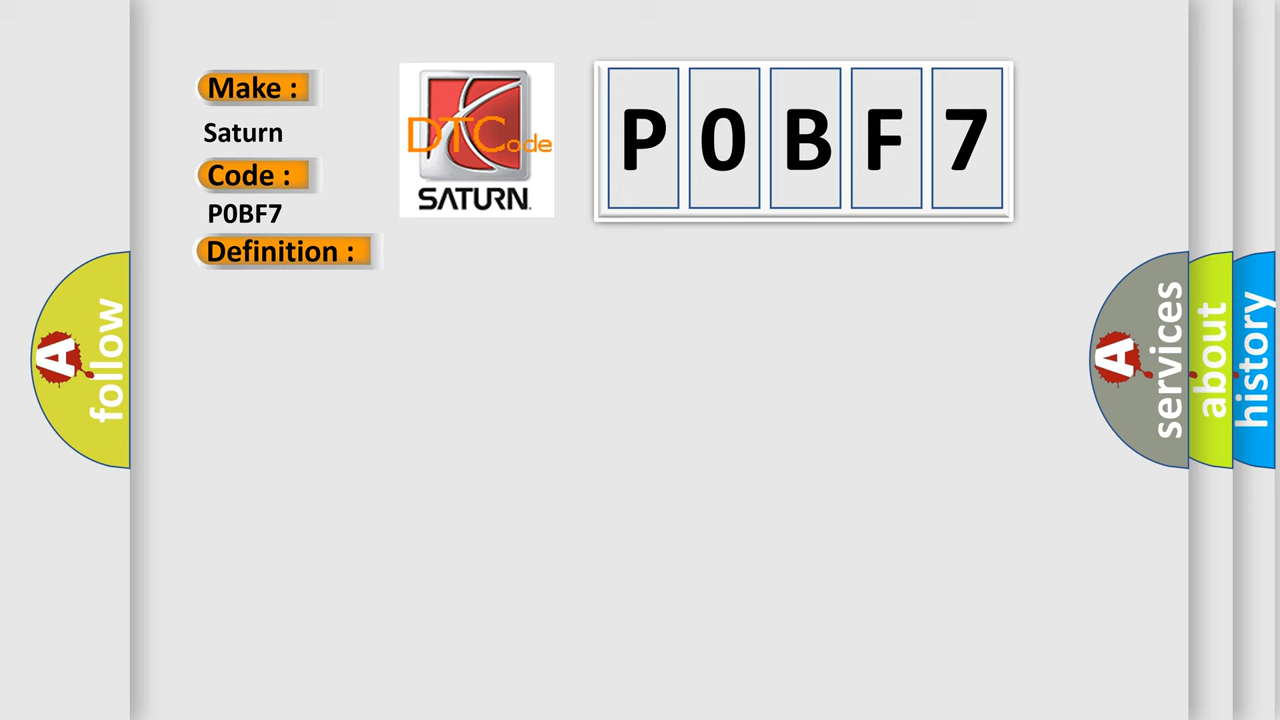 Make :
Saturn
Code :
P0BF7
Definition :
DTCode
SATURN
P 0 B F 7
A follow
A services
about
history